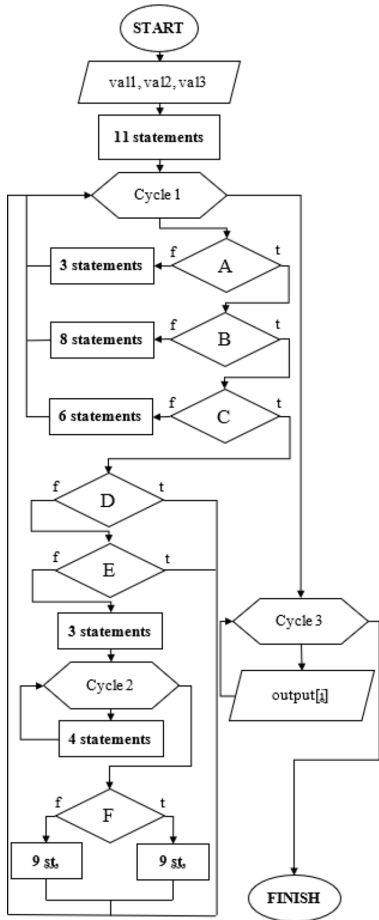 START
val1, val2, val3
11 statements
Cycle 1
f A t
3 statements
f B t
8 statements
f C t
6 statements
f D t
f E t
3 statements
Cycle 3
Cycle 2
output[i]
4 statements
f F t
9 st. 9 st.
FINISH